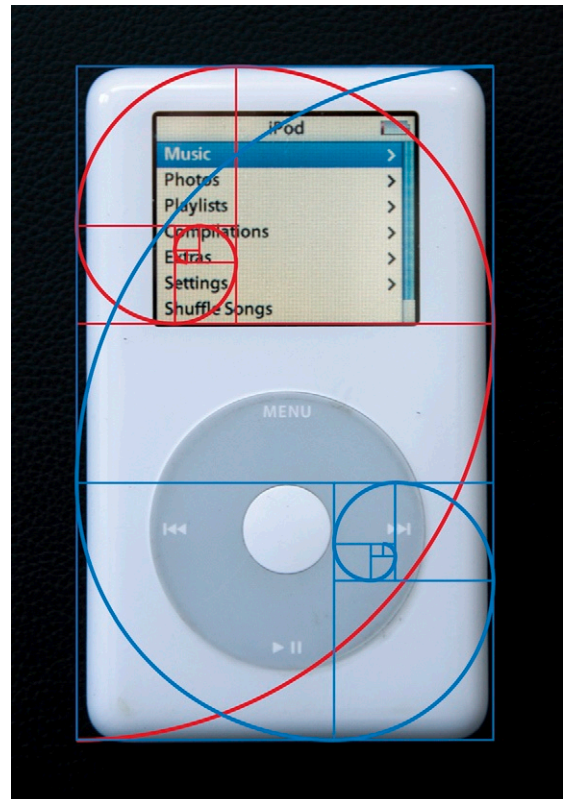 iPod
Music
Photos
Playlists
Compilations
Extras
Settings
Shuffle Songs
MENU